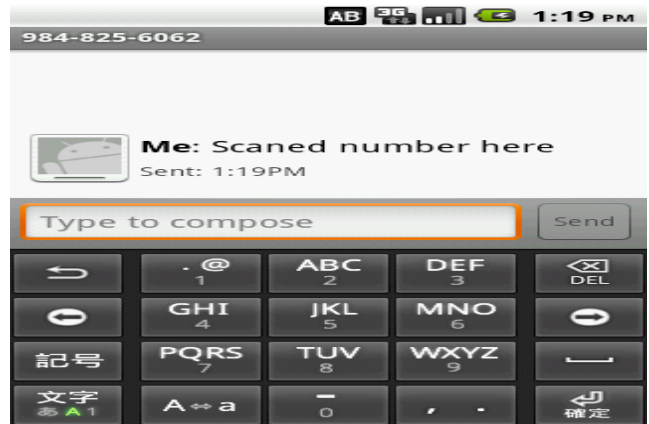 AB 3G 1:19 PM
984-825-6062
Me: Scaned number here
Sent: 1:19PM
Type to compose Send
. @ ABC DEF DEL
1 2 3
GHI JKL MNO
4 5 6
記号 PQRS TUV WXYZ
7 8 9
文字 A⇔a – , .
あ A 1 0 確定